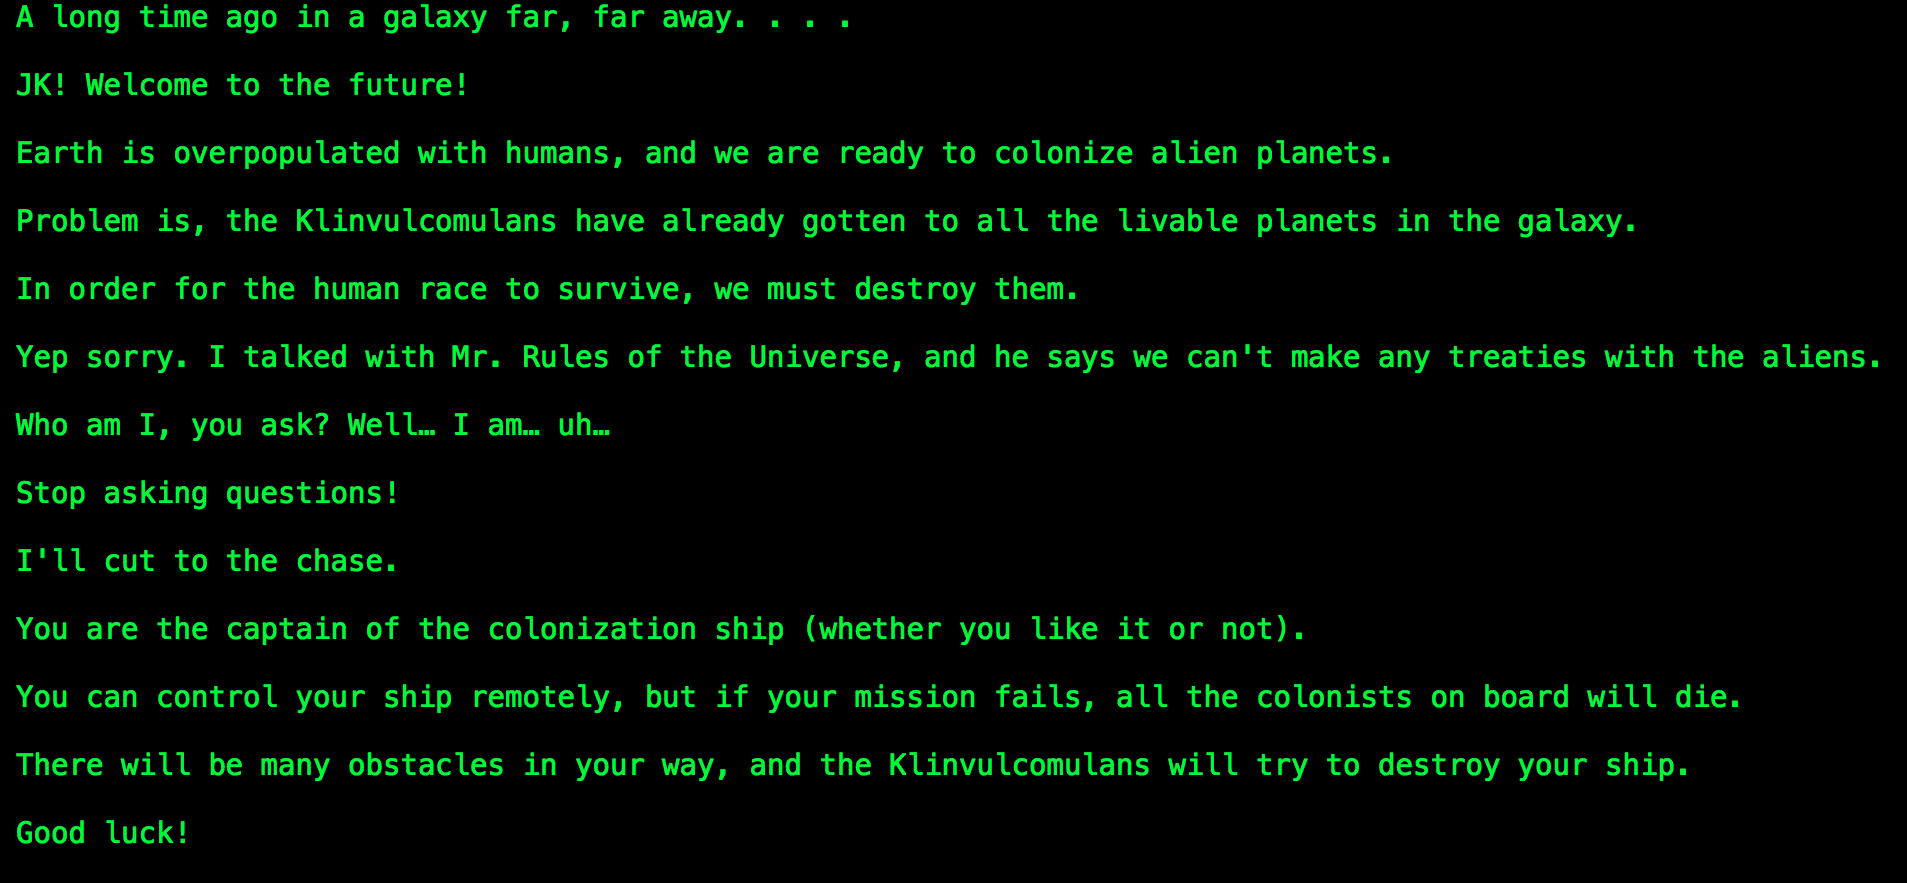 A long time ago in a galaxy far, far away. . . .
JK! Welcome to the future!
Earth is overpopulated with humans, and we are ready to colonize alien planets.
Problem is, the Klinvulcomulans have already gotten to all the livable planets in the galaxy.
In order for the human race to survive, we must destroy them.
Yep sorry. I talked with Mr. Rules of the Universe, and he says we can't make any treaties with the aliens.
Who am I, you ask? Well… I am… uh…
Stop asking questions!
I'll cut to the chase.
You are the captain of the colonization ship (whether you like it or not).
You can control your ship remotely, but if your mission fails, all the colonists on board will die.
There will be many obstacles in your way, and the Klinvulcomulans will try to destroy your ship.
Good luck!